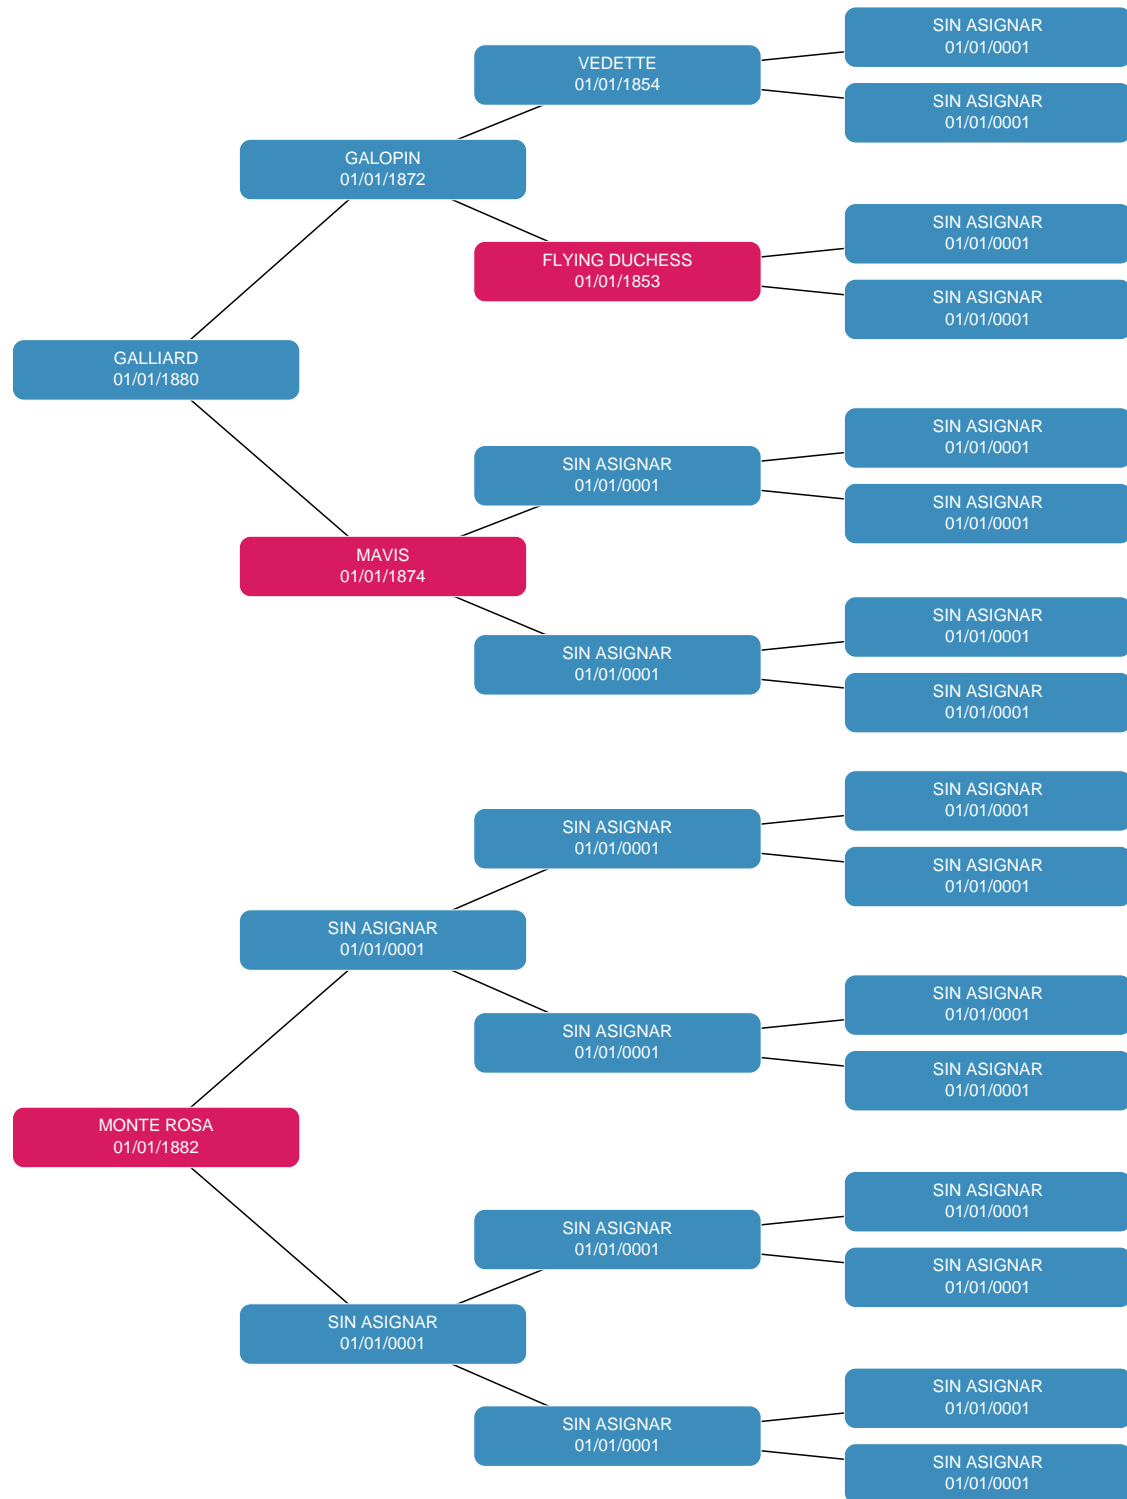 SIN ASIGNAR
01/01/0001
VEDETTE
01/01/1854
SIN ASIGNAR
01/01/0001
GALOPIN
01/01/1872
SIN ASIGNAR
01/01/0001
FLYING DUCHESS
01/01/1853
SIN ASIGNAR
01/01/0001
GALLIARD
01/01/1880
SIN ASIGNAR
01/01/0001
SIN ASIGNAR
01/01/0001
SIN ASIGNAR
01/01/0001
MAVIS
01/01/1874
SIN ASIGNAR
01/01/0001
SIN ASIGNAR
01/01/0001
SIN ASIGNAR
01/01/0001
SIN ASIGNAR
01/01/0001
SIN ASIGNAR
01/01/0001
SIN ASIGNAR
01/01/0001
SIN ASIGNAR
01/01/0001
SIN ASIGNAR
01/01/0001
SIN ASIGNAR
01/01/0001
SIN ASIGNAR
01/01/0001
MONTE ROSA
01/01/1882
SIN ASIGNAR
01/01/0001
SIN ASIGNAR
01/01/0001
SIN ASIGNAR
01/01/0001
SIN ASIGNAR
01/01/0001
SIN ASIGNAR
01/01/0001
SIN ASIGNAR
01/01/0001
SIN ASIGNAR
01/01/0001